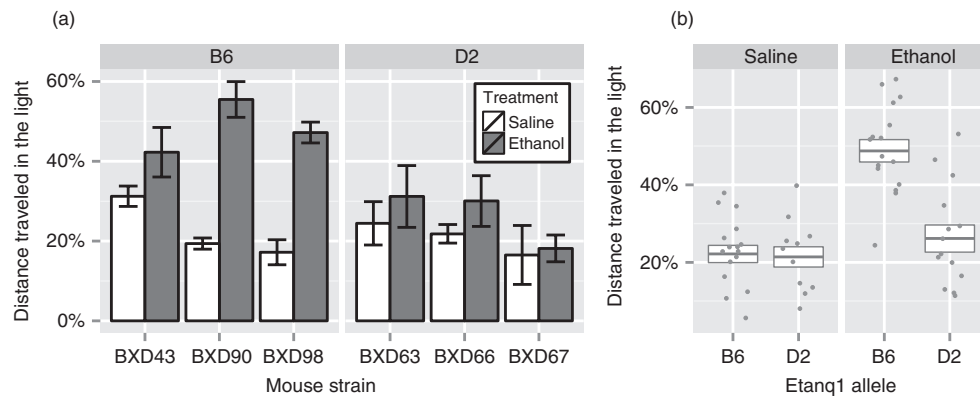 (a)
B6
D2
Distance traveled in the light
60%
40%
20%
0%
Treatment
Saline
Ethanol
BXD43 BXD90 BXD98 BXD63 BXD66 BXD67
Mouse strain
(b)
Saline
Ethanol
Distance traveled in the light
60%
40%
20%
B6 D2 B6 D2
Etanq1 allele